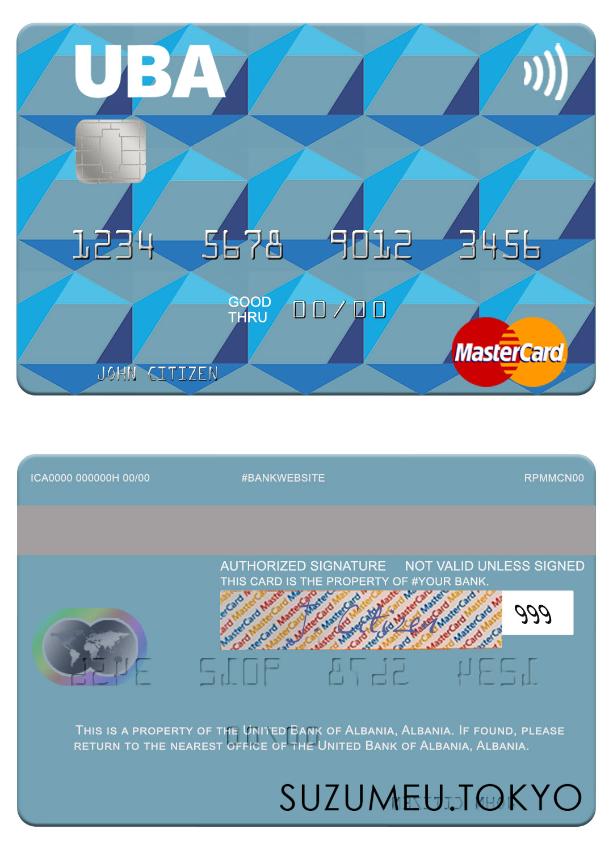 UBA
1234 5678 9012 3456
GOOD THRU 00/00
JOHN CITIZEN
MasterCard
ICA0000 000000H 00/00 #BANKWEBSITE RPMMCN00
AUTHORIZED SIGNATURE NOT VALID UNLESS SIGNED
THIS CARD IS THE PROPERTY OF #YOUR BANK.
MasterCard MasterCard MasterCard
999
THIS IS A PROPERTY OF THE UNITED BANK OF ALBANIA, ALBANIA. IF FOUND, PLEASE
RETURN TO THE NEAREST OFFICE OF THE UNITED BANK OF ALBANIA, ALBANIA.
SUZUMEU.TOKYO